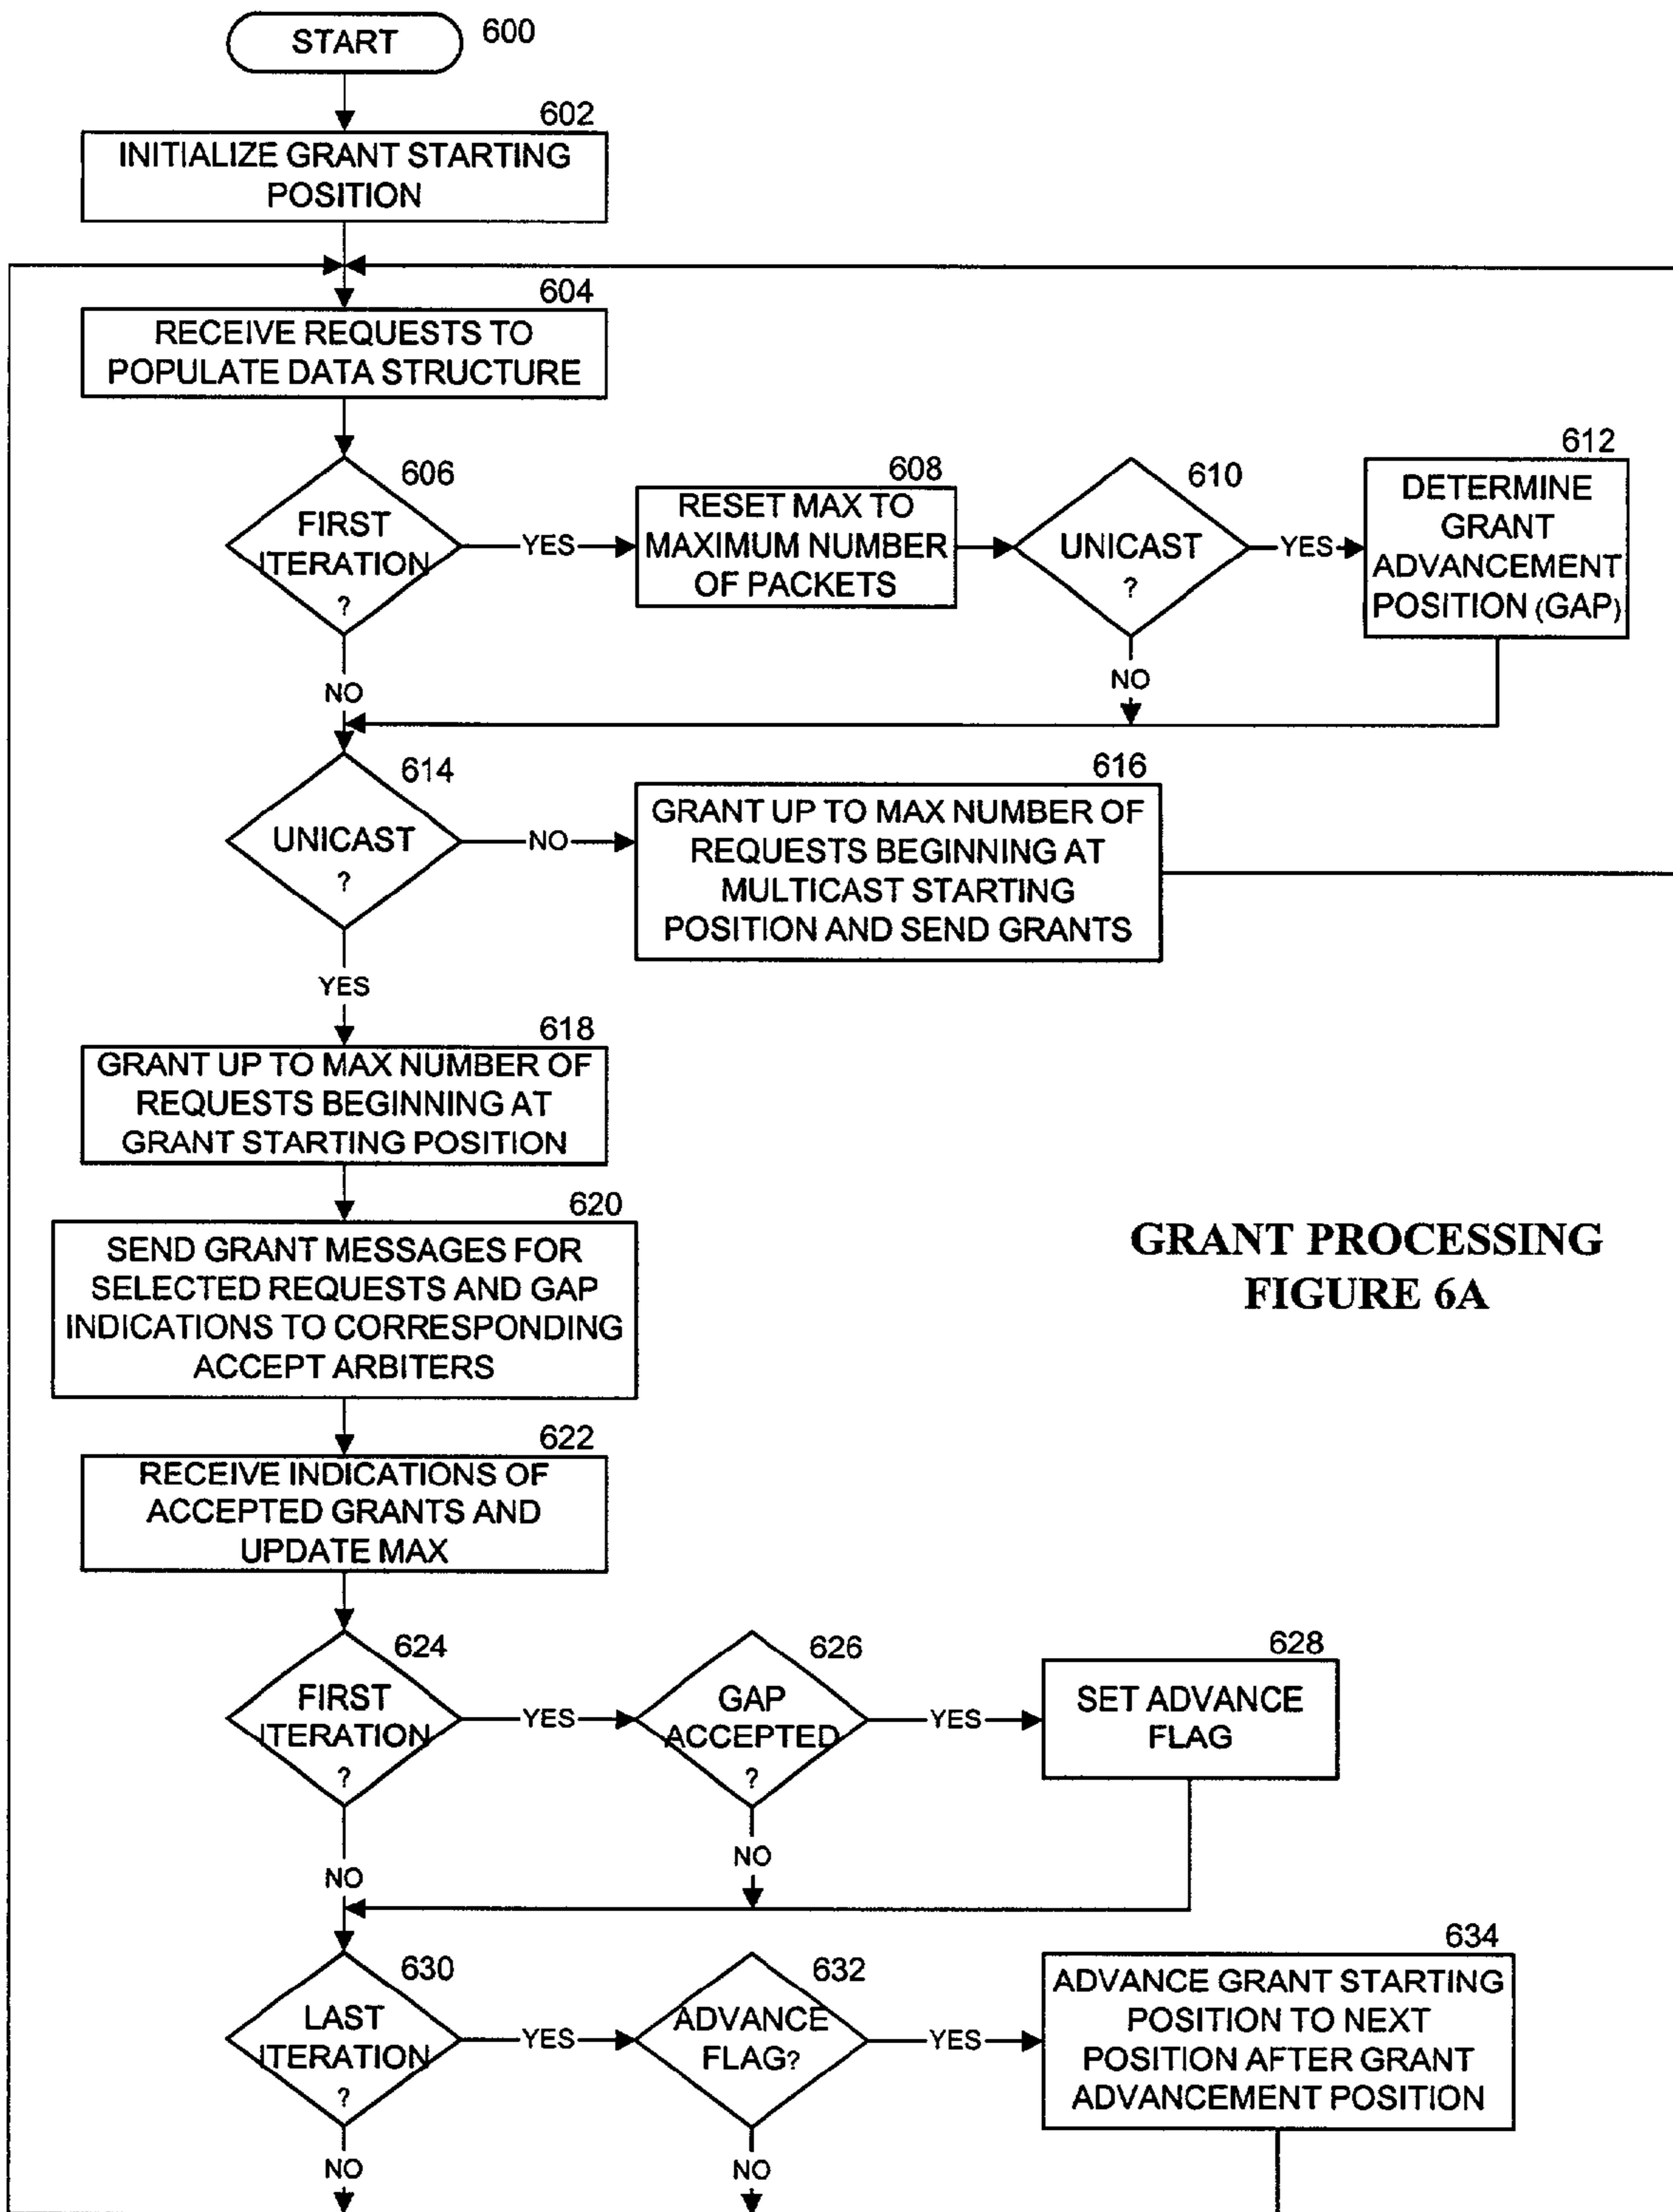 START
600
602
INITIALIZE GRANT STARTING
POSITION
604
RECEIVE REQUESTS TO
POPULATE DATA STRUCTURE
606
FIRST
ITERATION
?
YES
608
RESET MAX TO
MAXIMUM NUMBER
OF PACKETS
610
UNICAST
?
YES
612
DETERMINE
GRANT
ADVANCEMENT
POSITION (GAP)
NO
NO
614
UNICAST
?
NO
616
GRANT UP TO MAX NUMBER OF
REQUESTS BEGINNING AT
MULTICAST STARTING
POSITION AND SEND GRANTS
YES
618
GRANT UP TO MAX NUMBER OF
REQUESTS BEGINNING AT
GRANT STARTING POSITION
620
SEND GRANT MESSAGES FOR
SELECTED REQUESTS AND GAP
INDICATIONS TO CORRESPONDING
ACCEPT ARBITERS
GRANT PROCESSING
FIGURE 6A
622
RECEIVE INDICATIONS OF
ACCEPTED GRANTS AND
UPDATE MAX
624
FIRST
ITERATION
?
YES
626
GAP
ACCEPTED
?
YES
628
SET ADVANCE
FLAG
NO
NO
630
LAST
ITERATION
?
YES
632
ADVANCE
FLAG?
YES
634
ADVANCE GRANT STARTING
POSITION TO NEXT
POSITION AFTER GRANT
ADVANCEMENT POSITION
NO
NO